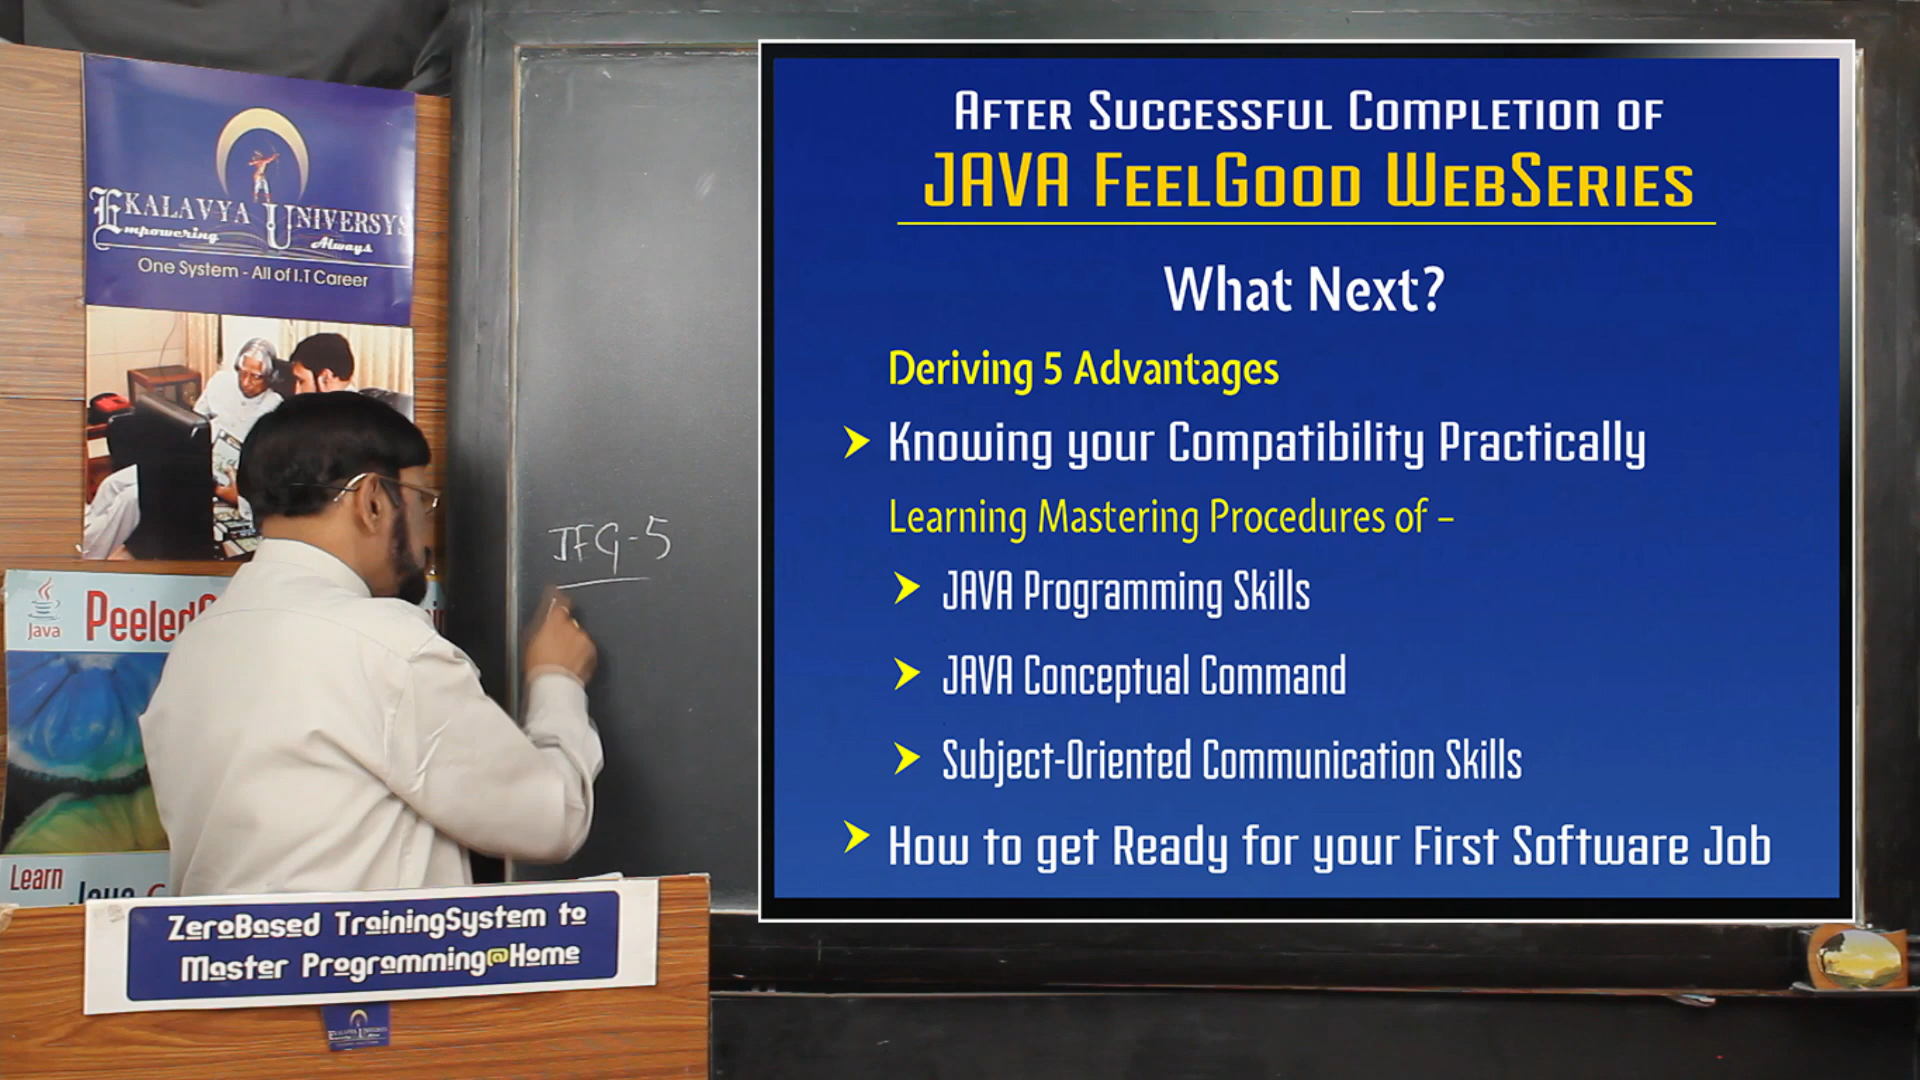 EKALAVYA UNIVERSYS
Empowering Always
One System - All of I.T Career
Java
Learn
ZeroBased TrainingSystem to
Master Programming@Home
JFG-5
After Successful Completion of
JAVA FeelGood WebSeries
What Next?
Deriving 5 Advantages
Knowing your Compatibility Practically
Learning Mastering Procedures of –
JAVA Programming Skills
JAVA Conceptual Command
Subject-Oriented Communication Skills
How to get Ready for your First Software Job